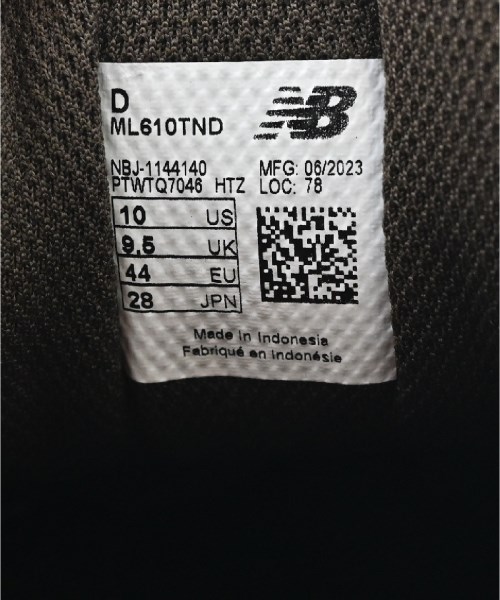 D
ML610TND
NB
NBJ-1144140
PTWTQ7046 HTZ
MFG: 06/2023
LOC: 78
10 US
9.5 UK
44 EU
28 JPN
Made in Indonesia
Fabriqué en Indonésie